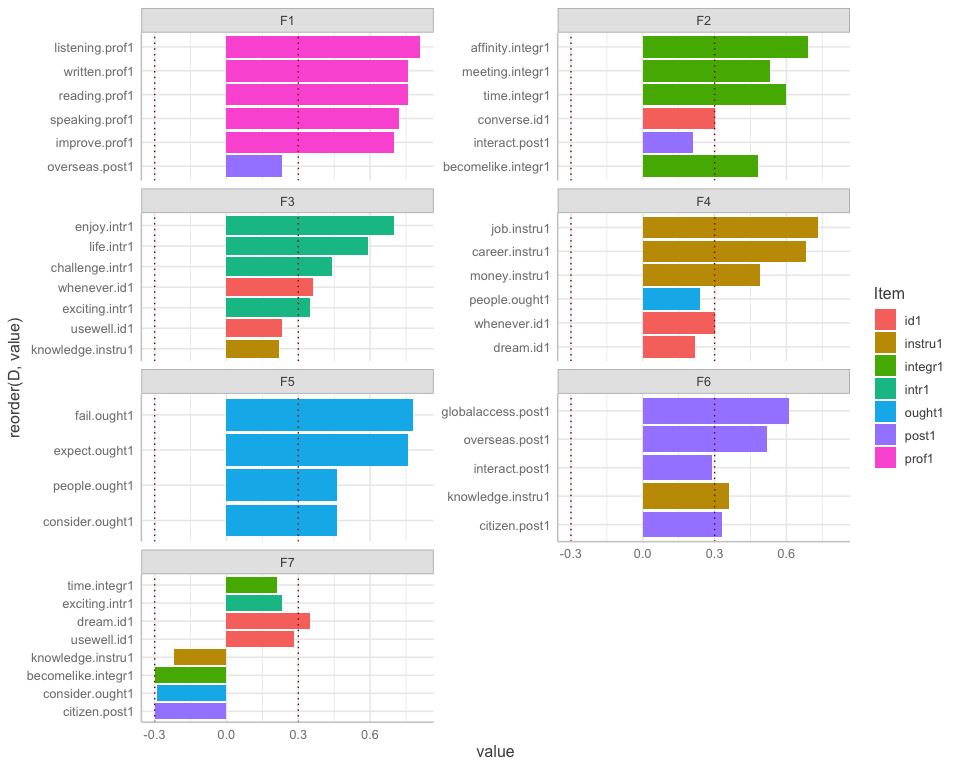 F1
listening.prof1
written.prof1
reading.prof1
speaking.prof1
improve.prof1
overseas.post1
F2
affinity.integr1
meeting.integr1
time.integr1
converse.id1
interact.post1
becomelike.integr1
F3
enjoy.intr1
life.intr1
challenge.intr1
whenever.id1
exciting.intr1
usewell.id1
knowledge.instru1
F4
job.instru1
career.instru1
money.instru1
people.ought1
whenever.id1
dream.id1
F5
fail.ought1
expect.ought1
people.ought1
consider.ought1
F6
globalaccess.post1
overseas.post1
interact.post1
knowledge.instru1
citizen.post1
-0.3 0.0 0.3 0.6
F7
time.integr1
exciting.intr1
dream.id1
usewell.id1
knowledge.instru1
becomelike.integr1
consider.ought1
citizen.post1
-0.3 0.0 0.3 0.6
value
reorder(D, value)
Item
id1
instru1
integr1
intr1
ought1
post1
prof1